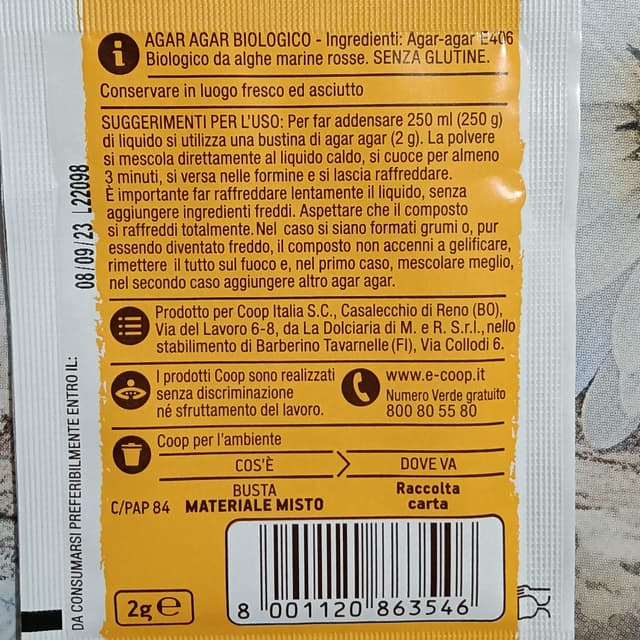 AGAR AGAR BIOLOGICO - Ingredienti: Agar-agar E406
Biologico da alghe marine rosse. SENZA GLUTINE.
Conservare in luogo fresco ed asciutto
SUGGERIMENTI PER L'USO: Per far addensare 250 ml (250 g)
di liquido si utilizza una bustina di agar agar (2 g). La polvere
si mescola direttamente al liquido caldo, si cuoce per almeno
3 minuti, si versa nelle formine e si lascia raffreddare.
È importante far raffreddare lentamente il liquido, senza
aggiungere ingredienti freddi. Aspettare che il composto
si raffreddi totalmente. Nel caso si siano formati grumi o, pur
essendo diventato freddo, il composto non accenni a gelificare,
rimettere il tutto sul fuoco e, nel primo caso, mescolare meglio,
nel secondo caso aggiungere altro agar agar.
Prodotto per Coop Italia S.C., Casalecchio di Reno (BO),
Via del Lavoro 6-8, da La Dolciaria di M. e R. S.r.l., nello
stabilimento di Barberino Tavarnelle (FI), Via Collodi 6.
I prodotti Coop sono realizzati
senza discriminazione
né sfruttamento del lavoro.
www.e-coop.it
Numero Verde gratuito
800 80 55 80
Coop per l'ambiente
COS'È
DOVE VA
C/PAP 84
BUSTA
MATERIALE MISTO
Raccolta
carta
2g e
8 001120 863546
DA CONSUMARSI PREFERIBILMENTE ENTRO IL:
08/09/23 L22098